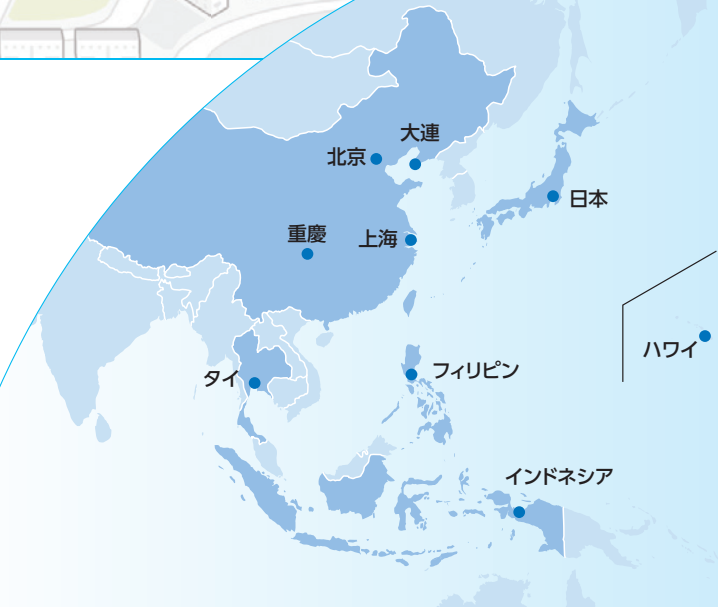 大連
北京
日本
重慶
上海
ハワイ
タイ
フィリピン
インドネシア